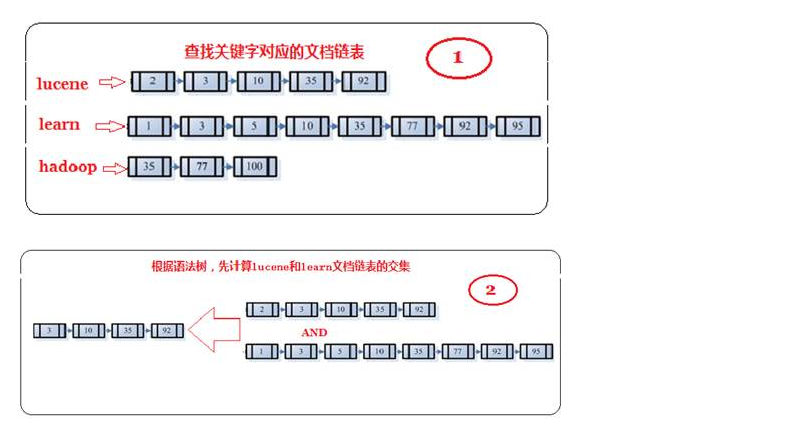 查找关键字对应的文档链表
1
lucene 2 3 10 35 92
learn 1 3 5 10 35 77 92 95
hadoop 35 77 100
根据语法树，先计算lucene和learn文档链表的交集
2
2 3 10 35 92
3 10 35 92
AND
1 3 5 10 35 77 92 95